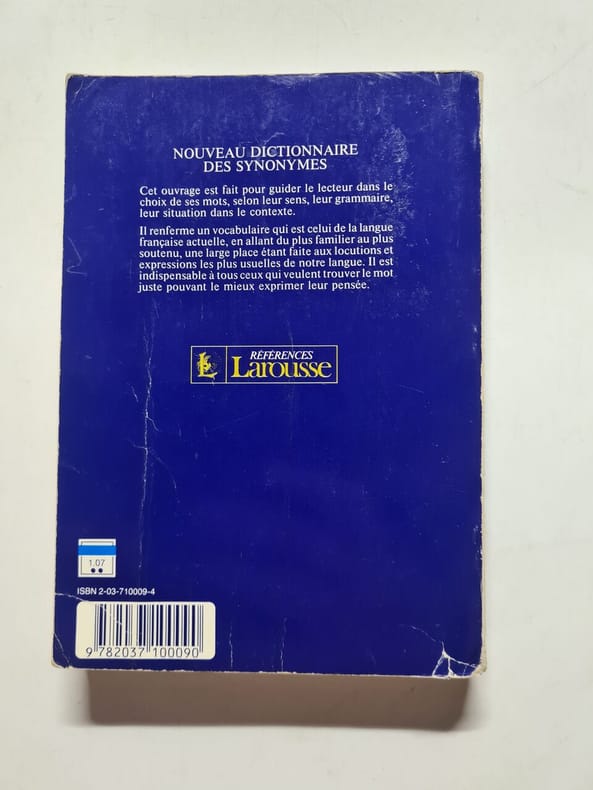 NOUVEAU DICTIONNAIRE
DES SYNONYMES
Cet ouvrage est fait pour guider le lecteur dans le
choix de ses mots, selon leur sens, leur grammaire,
leur situation dans le contexte.
Il renferme un vocabulaire qui est celui de la langue
française actuelle, en allant du plus familier au plus
soutenu, une large place étant faite aux locutions et
expressions les plus usuelles de notre langue. Il est
indispensable à tous ceux qui veulent trouver le mot
juste pouvant le mieux exprimer leur pensée.
RÉFÉRENCES
Larousse
1.07
ISBN 2-03-710009-4
9 782037 100090